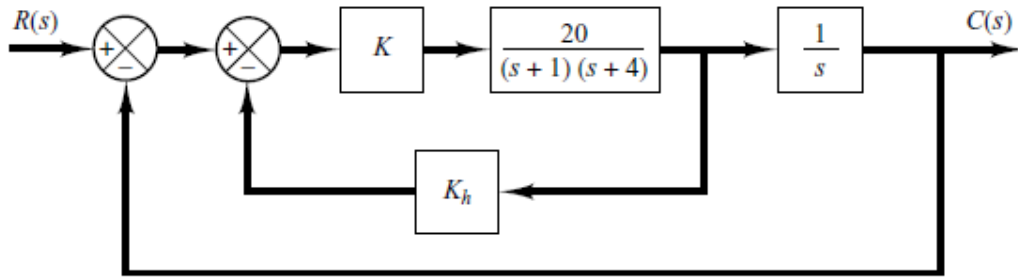 R(s)
C(s)
+
−
+
−
K
20
(s + 1) (s + 4)
1
s
K_h